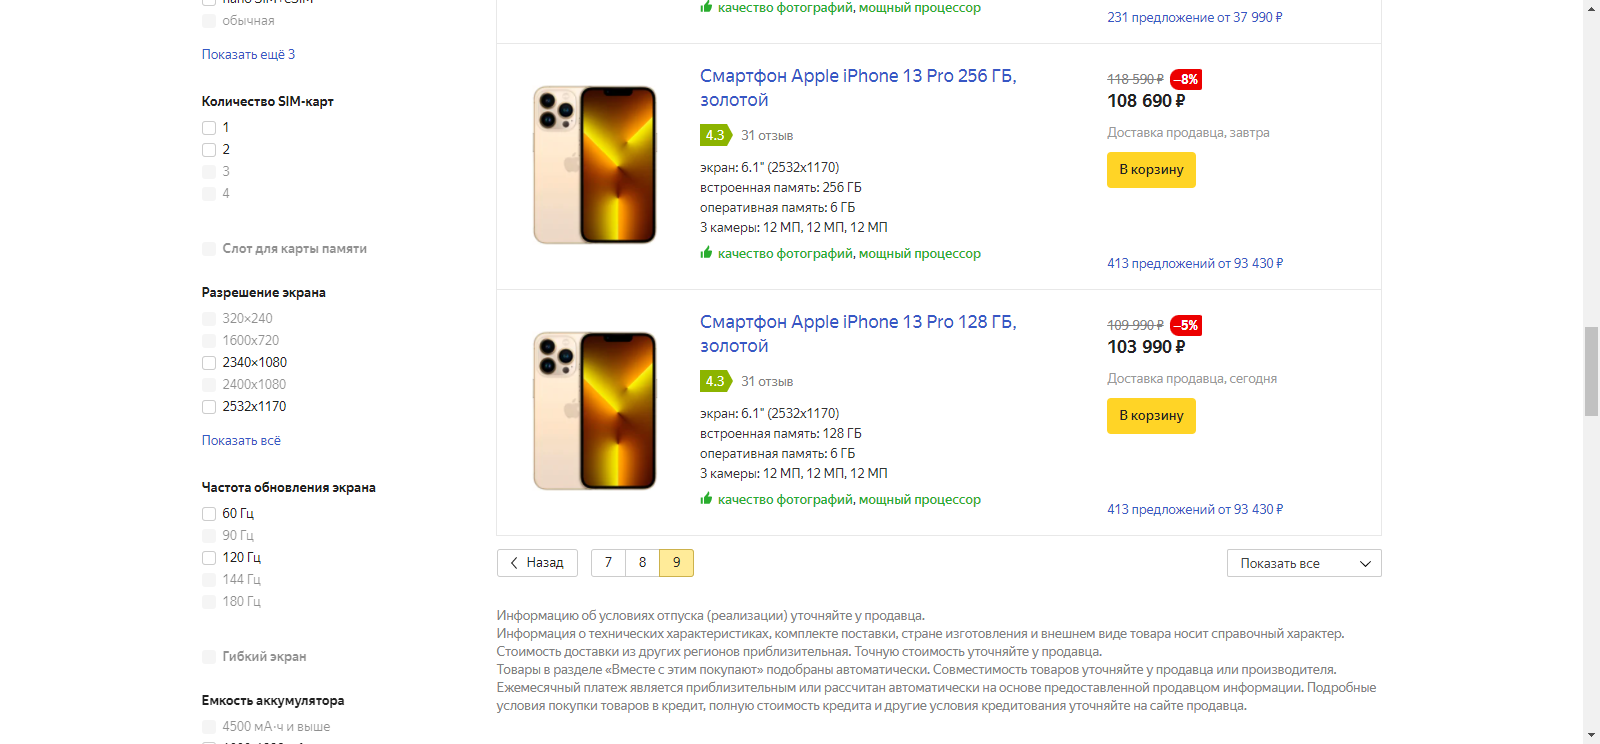 nano SIM+eSIM
обычная
Показать ещё 3
Количество SIM-карт
1
2
3
4
Слот для карты памяти
Разрешение экрана
320×240
1600x720
2340×1080
2400x1080
2532x1170
Показать всё
Частота обновления экрана
60 Гц
90 Гц
120 Гц
144 Гц
180 Гц
Гибкий экран
Емкость аккумулятора
4500 мА·ч и выше
качество фотографий, мощный процессор
231 предложение от 37 990 ₽
Смартфон Apple iPhone 13 Pro 256 ГБ,
золотой
4.3 31 отзыв
экран: 6.1" (2532x1170)
встроенная память: 256 ГБ
оперативная память: 6 ГБ
3 камеры: 12 МП, 12 МП, 12 МП
качество фотографий, мощный процессор
118 590 ₽ –8%
108 690 ₽
Доставка продавца, завтра
В корзину
413 предложений от 93 430 ₽
Смартфон Apple iPhone 13 Pro 128 ГБ,
золотой
4.3 31 отзыв
экран: 6.1" (2532x1170)
встроенная память: 128 ГБ
оперативная память: 6 ГБ
3 камеры: 12 МП, 12 МП, 12 МП
качество фотографий, мощный процессор
109 990 ₽ –5%
103 990 ₽
Доставка продавца, сегодня
В корзину
413 предложений от 93 430 ₽
Назад 7 8 9 Показать все
Информацию об условиях отпуска (реализации) уточняйте у продавца.
Информация о технических характеристиках, комплекте поставки, стране изготовления и внешнем виде товара носит справочный характер.
Стоимость доставки из других регионов приблизительная. Точную стоимость уточняйте у продавца.
Товары в разделе «Вместе с этим покупают» подобраны автоматически. Совместимость товаров уточняйте у продавца или производителя.
Ежемесячный платеж является приблизительным или рассчитан автоматически на основе предоставленной продавцом информации. Подробные
условия покупки товаров в кредит, полную стоимость кредита и другие условия кредитования уточняйте на сайте продавца.